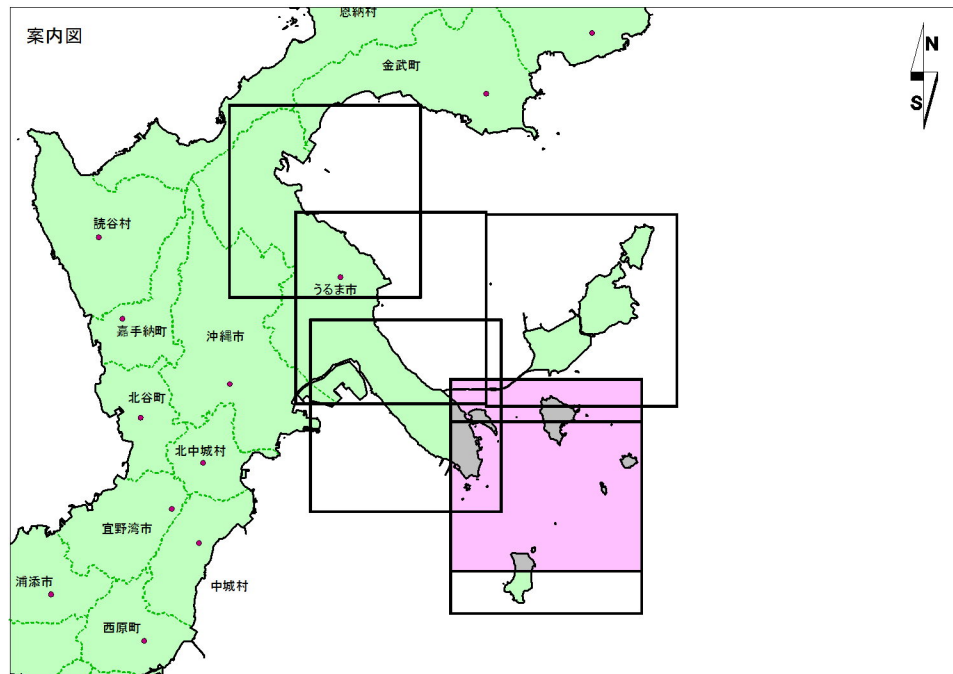 案内図
恩納村
金武町
N
S
読谷村
うるま市
嘉手納町
沖縄市
北谷町
北中城村
宜野湾市
浦添市
中城村
西原町